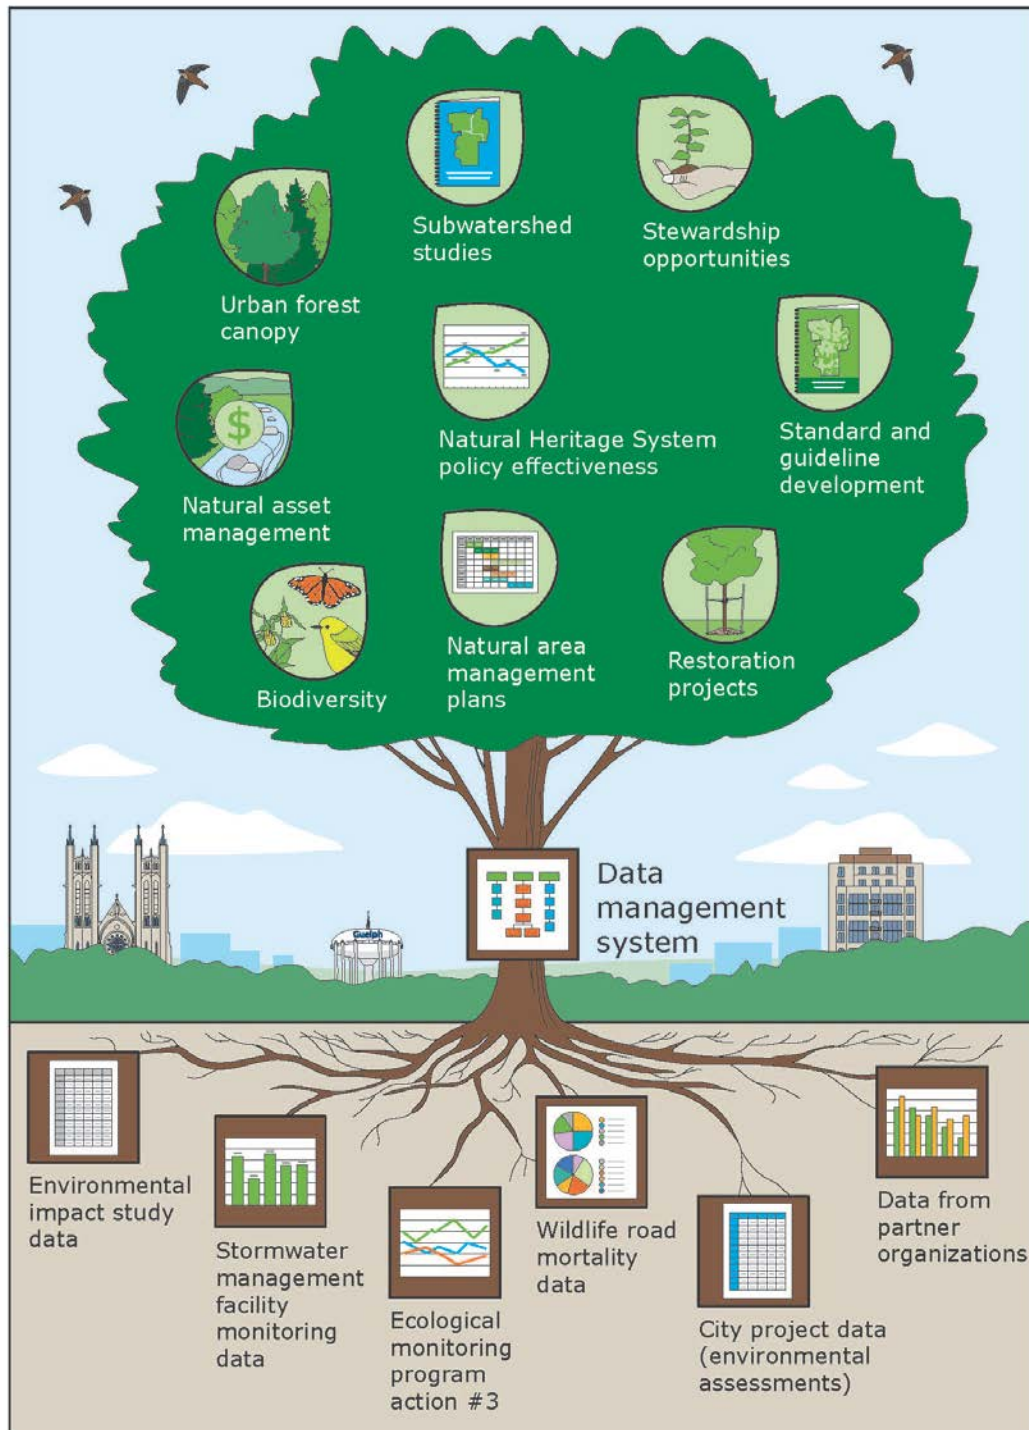 Subwatershed
studies
Stewardship
opportunities
Urban forest
canopy
Natural Heritage System
policy effectiveness
Standard and
guideline
development
Natural asset
management
Natural area
management
plans
Restoration
projects
Biodiversity
Data
management
system
Guelph
Environmental
impact study
data
Stormwater
management
facility
monitoring
data
Ecological
monitoring
program
action #3
Wildlife road
mortality
data
City project data
(environmental
assessments)
Data from
partner
organizations